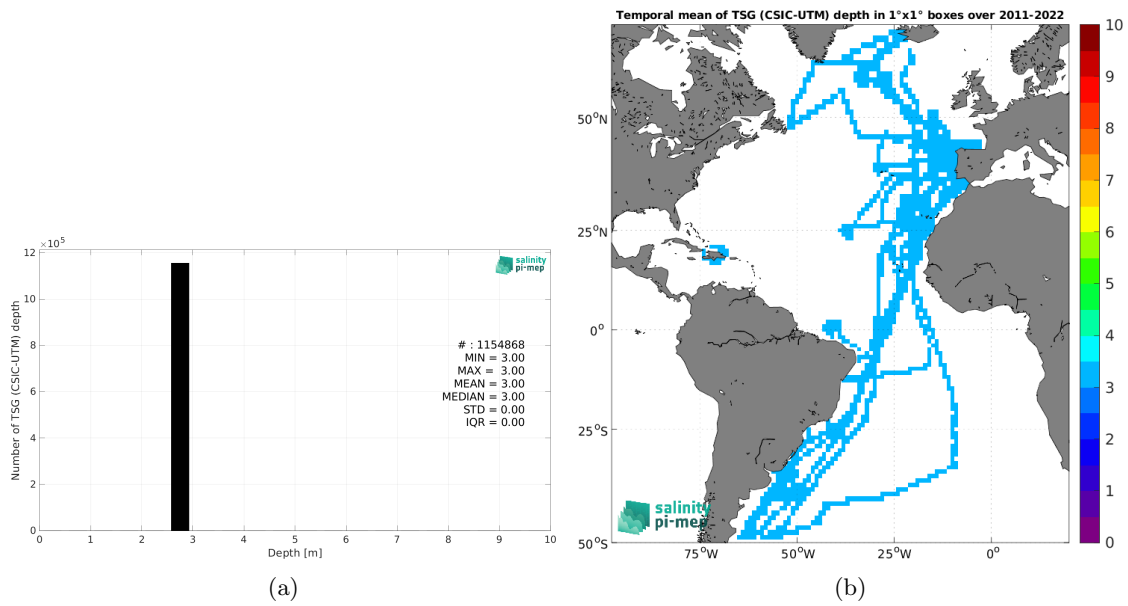 ×10⁵
12
10
8
6
4
2
0
Number of TSG (CSIC-UTM) depth
salinity
pi-mep
# : 1154868
MIN = 3.00
MAX = 3.00
MEAN = 3.00
MEDIAN = 3.00
STD = 0.00
IQR = 0.00
0 1 2 3 4 5 6 7 8 9 10
Depth [m]
(a)
Temporal mean of TSG (CSIC-UTM) depth in 1°x1° boxes over 2011-2022
50°N
25°N
0°
25°S
50°S
75°W 50°W 25°W 0°
salinity
pi-mep
10
9
8
7
6
5
4
3
2
1
0
(b)